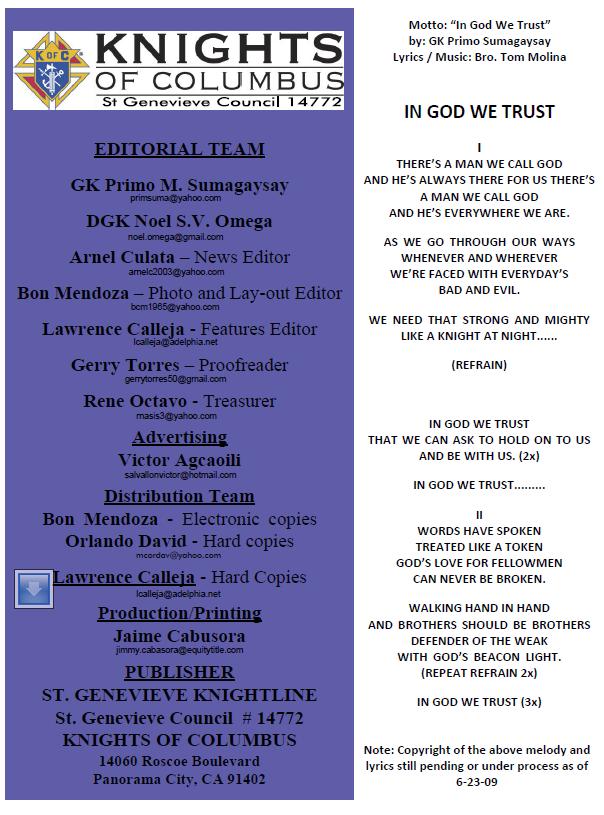 K OF C
KNIGHTS
OF COLUMBUS
St Genevieve Council 14772
EDITORIAL TEAM
GK Primo M. Sumagaysay
primsuma@yahoo.com
DGK Noel S.V. Omega
noel.omega@gmail.com
Arnel Culata – News Editor
arnelc2003@yahoo.com
Bon Mendoza – Photo and Lay-out Editor
bcm1965@yahoo.com
Lawrence Calleja - Features Editor
lcalleja@adelphia.net
Gerry Torres – Proofreader
gerrytorres50@gmail.com
Rene Octavo - Treasurer
masis3@yahoo.com
Advertising
Victor Agcaoili
salvallonvictor@hotmail.com
Distribution Team
Bon Mendoza - Electronic copies
Orlando David - Hard copies
mcordav@yahoo.com
Lawrence Calleja - Hard Copies
lcalleja@adelphia.net
Production/Printing
Jaime Cabusora
jimmy.cabasora@equitytitle.com
PUBLISHER
ST. GENEVIEVE KNIGHTLINE
St. Genevieve Council # 14772
KNIGHTS OF COLUMBUS
14060 Roscoe Boulevard
Panorama City, CA 91402
Motto: “In God We Trust”
by: GK Primo Sumagaysay
Lyrics / Music: Bro. Tom Molina
IN GOD WE TRUST
I
THERE’S A MAN WE CALL GOD
AND HE’S ALWAYS THERE FOR US THERE’S
A MAN WE CALL GOD
AND HE’S EVERYWHERE WE ARE.
AS WE GO THROUGH OUR WAYS
WHENEVER AND WHEREVER
WE’RE FACED WITH EVERYDAY’S
BAD AND EVIL.
WE NEED THAT STRONG AND MIGHTY
LIKE A KNIGHT AT NIGHT......
(REFRAIN)
IN GOD WE TRUST
THAT WE CAN ASK TO HOLD ON TO US
AND BE WITH US. (2x)
IN GOD WE TRUST.........
II
WORDS HAVE SPOKEN
TREATED LIKE A TOKEN
GOD’S LOVE FOR FELLOWMEN
CAN NEVER BE BROKEN.
WALKING HAND IN HAND
AND BROTHERS SHOULD BE BROTHERS
DEFENDER OF THE WEAK
WITH GOD’S BEACON LIGHT.
(REPEAT REFRAIN 2x)
IN GOD WE TRUST (3x)
Note: Copyright of the above melody and
lyrics still pending or under process as of
6-23-09